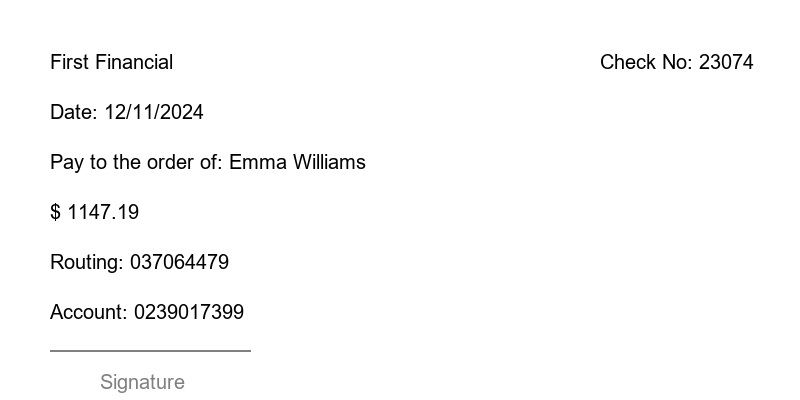 First Financial
Check No: 23074
Date: 12/11/2024
Pay to the order of: Emma Williams
$ 1147.19
Routing: 037064479
Account: 0239017399
Signature